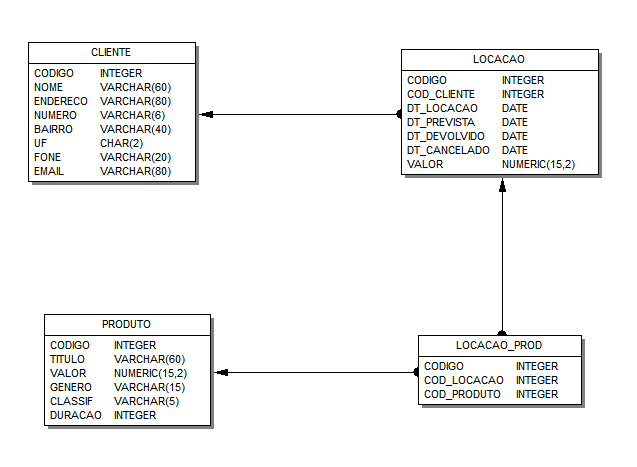 CLIENTE
CODIGO INTEGER
NOME VARCHAR(60)
ENDERECO VARCHAR(80)
NUMERO VARCHAR(6)
BAIRRO VARCHAR(40)
UF CHAR(2)
FONE VARCHAR(20)
EMAIL VARCHAR(80)
LOCACAO
CODIGO INTEGER
COD_CLIENTE INTEGER
DT_LOCACAO DATE
DT_PREVISTA DATE
DT_DEVOLVIDO DATE
DT_CANCELADO DATE
VALOR NUMERIC(15,2)
PRODUTO
CODIGO INTEGER
TITULO VARCHAR(60)
VALOR NUMERIC(15,2)
GENERO VARCHAR(15)
CLASSIF VARCHAR(5)
DURACAO INTEGER
LOCACAO_PROD
CODIGO INTEGER
COD_LOCACAO INTEGER
COD_PRODUTO INTEGER